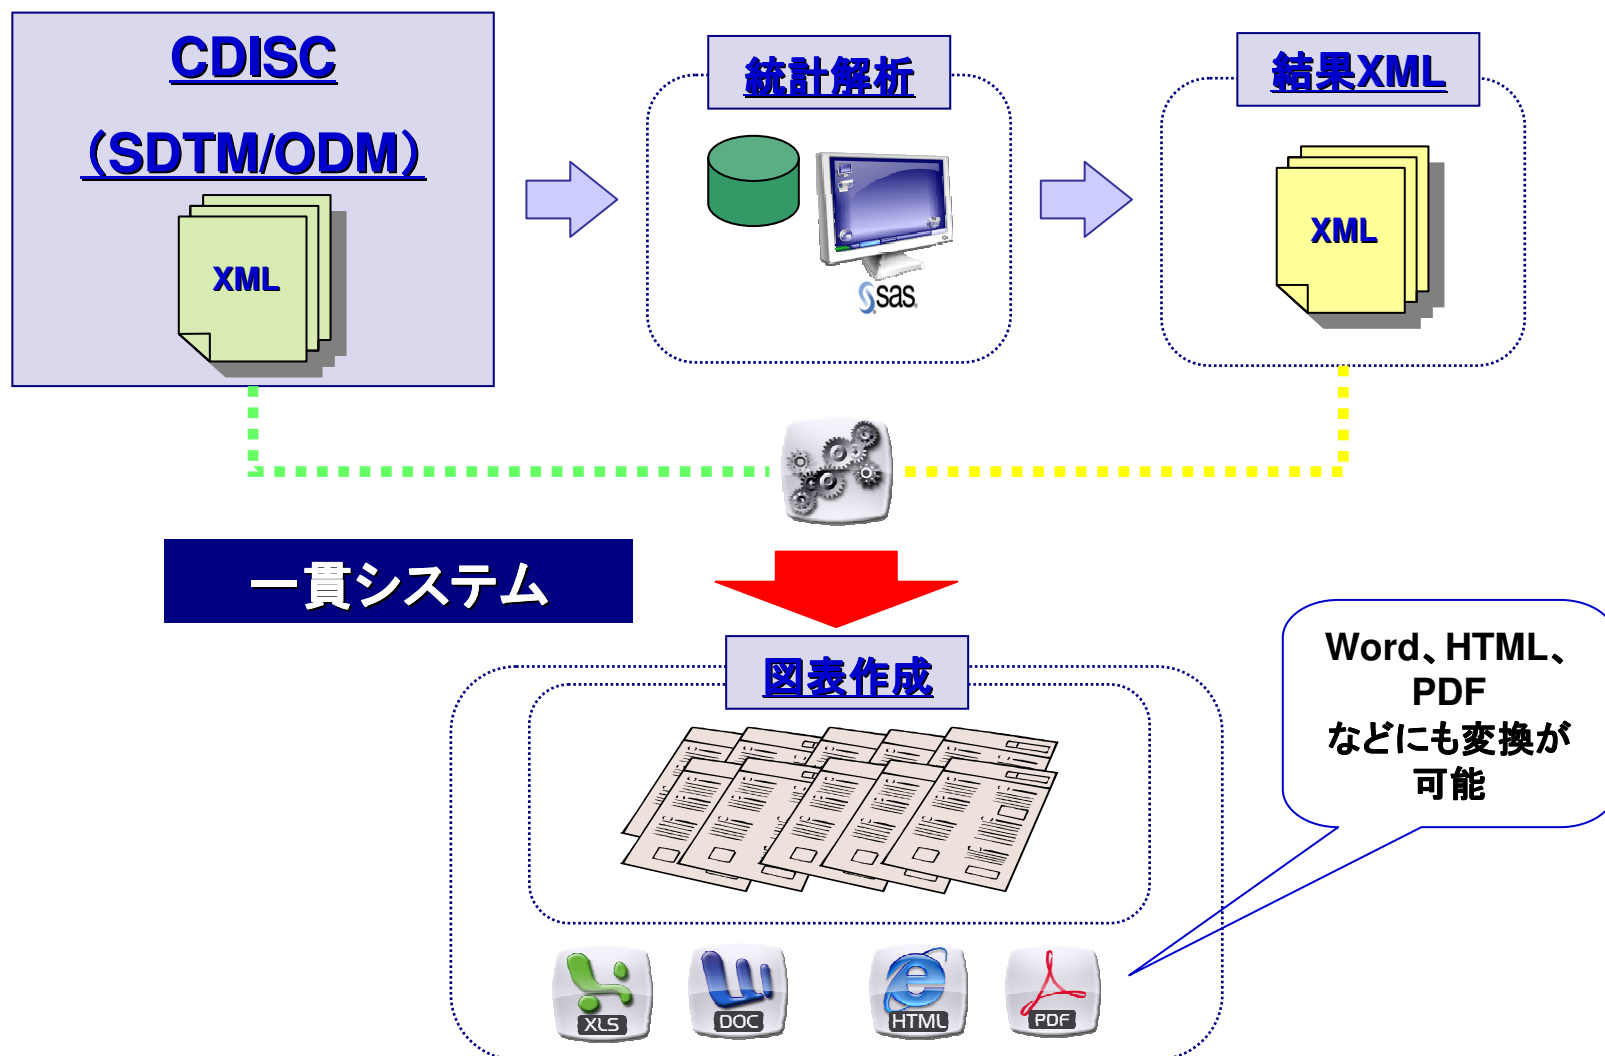 CDISC
（SDTM/ODM）
XML
統計解析
sas
結果XML
XML
一貫システム
図表作成
Word、HTML、
PDF
などにも変換が
可能
XLS
DOC
HTML
PDF